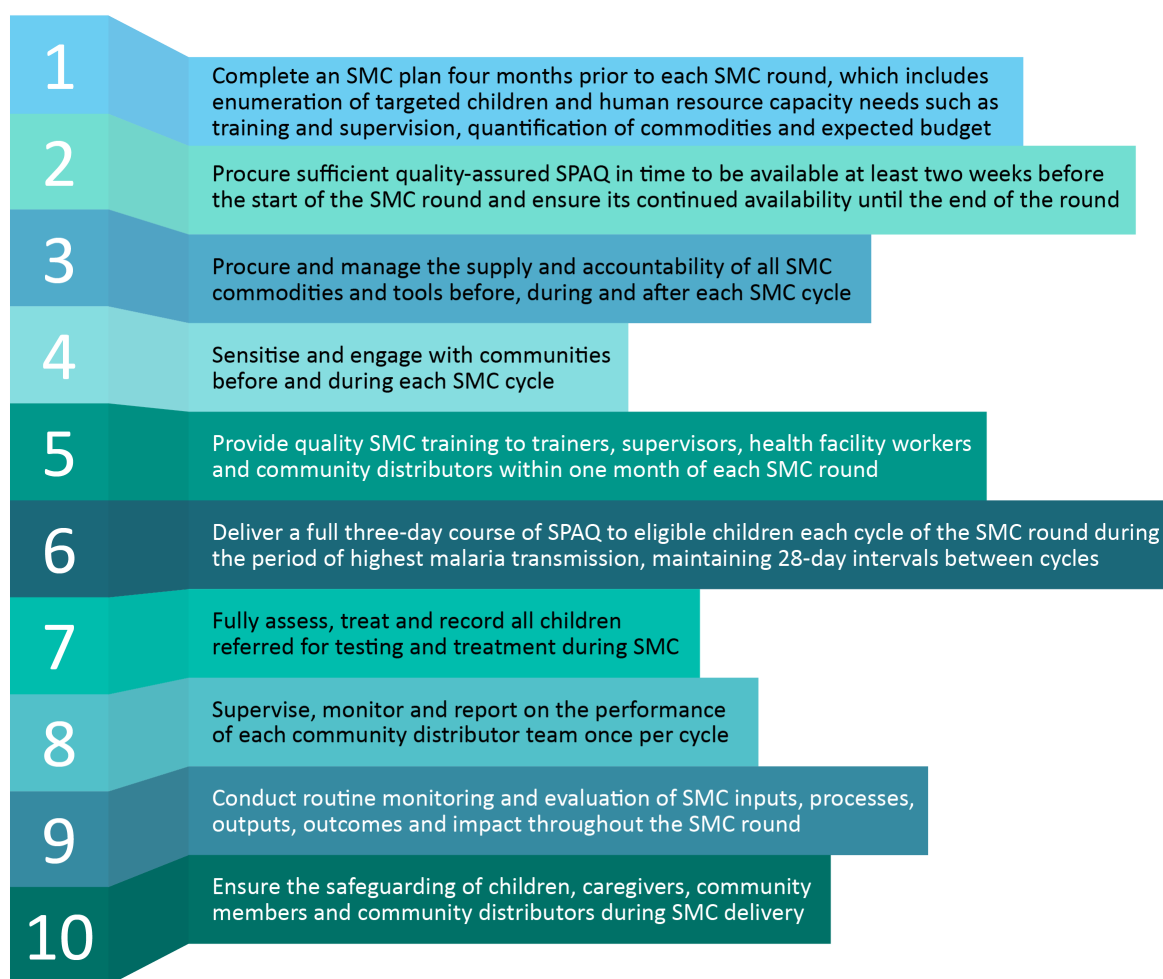 1
Complete an SMC plan four months prior to each SMC round, which includes
enumeration of targeted children and human resource capacity needs such as
training and supervision, quantification of commodities and expected budget
2
Procure sufficient quality-assured SPAQ in time to be available at least two weeks before
the start of the SMC round and ensure its continued availability until the end of the round
3
Procure and manage the supply and accountability of all SMC
commodities and tools before, during and after each SMC cycle
4
Sensitise and engage with communities
before and during each SMC cycle
5
Provide quality SMC training to trainers, supervisors, health facility workers
and community distributors within one month of each SMC round
6
Deliver a full three-day course of SPAQ to eligible children each cycle of the SMC round during
the period of highest malaria transmission, maintaining 28-day intervals between cycles
7
Fully assess, treat and record all children
referred for testing and treatment during SMC
8
Supervise, monitor and report on the performance
of each community distributor team once per cycle
9
Conduct routine monitoring and evaluation of SMC inputs, processes,
outputs, outcomes and impact throughout the SMC round
10
Ensure the safeguarding of children, caregivers, community
members and community distributors during SMC delivery